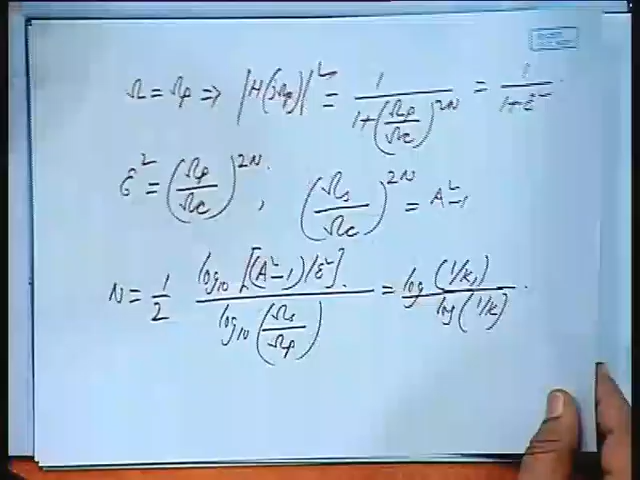 Ω = Ωp ⇒ |H(jΩp)|² = 1 / (1 + (Ωp/Ωc)^2N) = 1 / (1 + ε²)
ε² = (Ωp/Ωc)^2N , (Ωs/Ωc)^2N = A² - 1
N = 1/2 log10 [(A² - 1)/ε²] / log10 (Ωs/Ωp) = log (1/k1) / log (1/k)